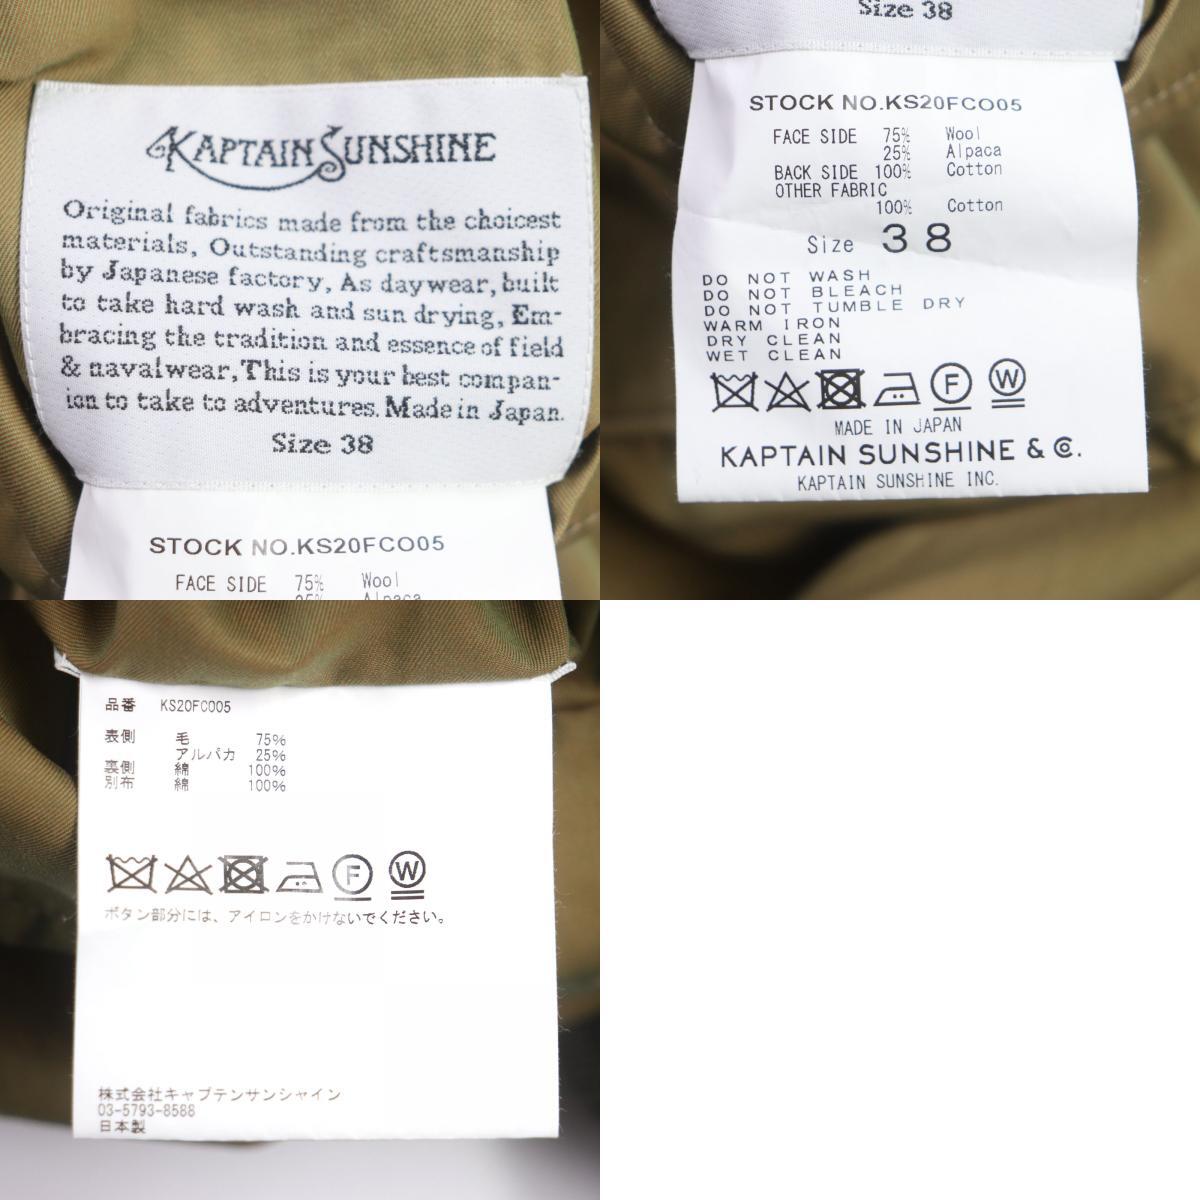 KAPTAIN SUNSHINE
Original fabrics made from the choicest
materials, Outstanding craftsmanship
by Japanese factory, As daywear, built
to take hard wash and sun drying, Em-
bracing the tradition and essence of field
& navalwear, This is your best compan-
ion to take to adventures. Made in Japan.
Size 38
STOCK NO.KS20FCO05
FACE SIDE 75% Wool
25% Alpaca
Size 38
STOCK NO.KS20FCO05
FACE SIDE 75% Wool
25% Alpaca
BACK SIDE 100% Cotton
OTHER FABRIC
100% Cotton
Size 38
DO NOT WASH
DO NOT BLEACH
DO NOT TUMBLE DRY
WARM IRON
DRY CLEAN
WET CLEAN
F W
MADE IN JAPAN
KAPTAIN SUNSHINE & Co.
KAPTAIN SUNSHINE INC.
品番 KS20FCO05
表側 毛 75%
アルパカ 25%
裏側 綿 100%
別布 綿 100%
F W
ボタン部分には、アイロンをかけないでください。
株式会社キャプテンサンシャイン
03-5793-8588
日本製